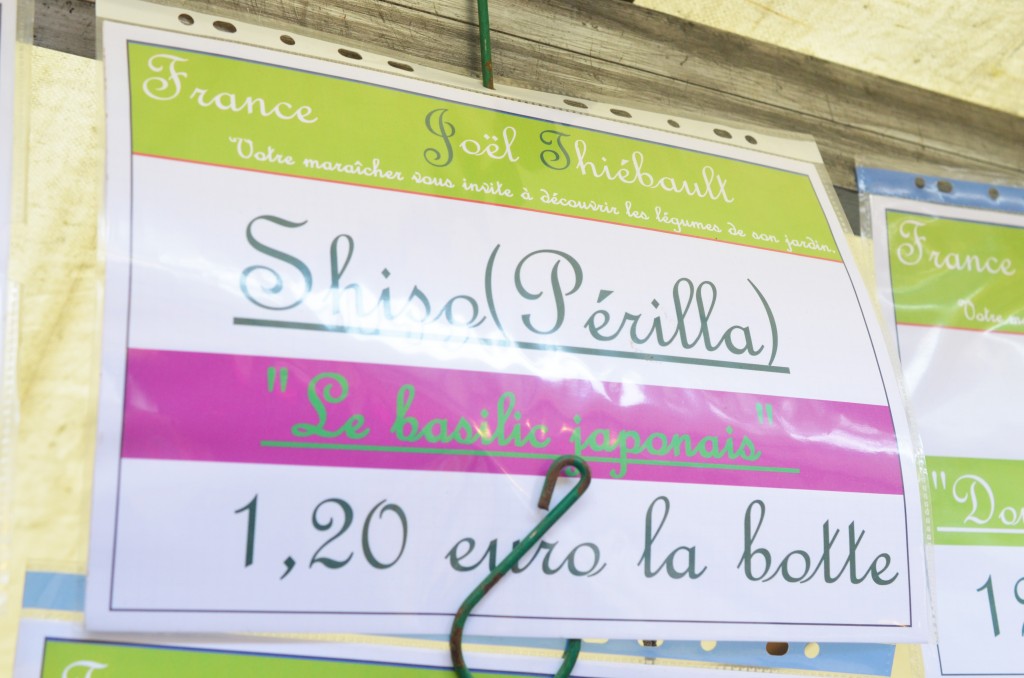 France
Joël Thiébault
Votre maraîcher vous invite à découvrir les légumes de son jardin.
Shiso(Périlla)
"Le basilic japonais"
1,20 euro la botte
France
Votre